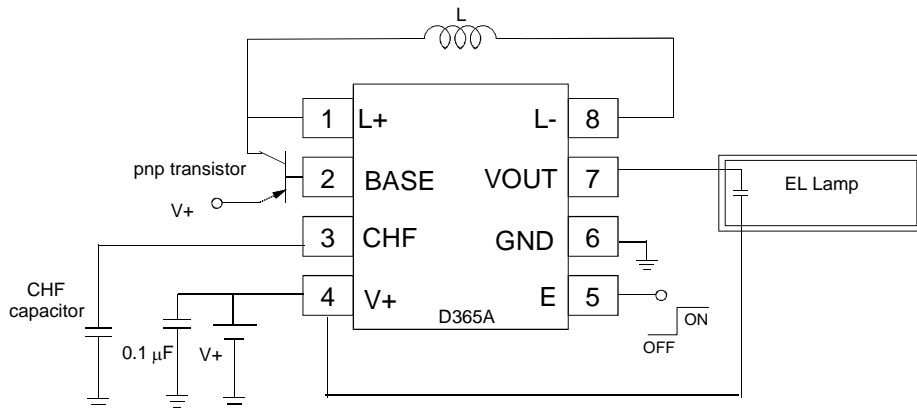 L
1 L+ L- 8
pnp transistor
2 BASE VOUT 7
EL Lamp
V+
3 CHF GND 6
CHF
capacitor
4 V+ E 5
D365A
ON
OFF
0.1 μF
V+